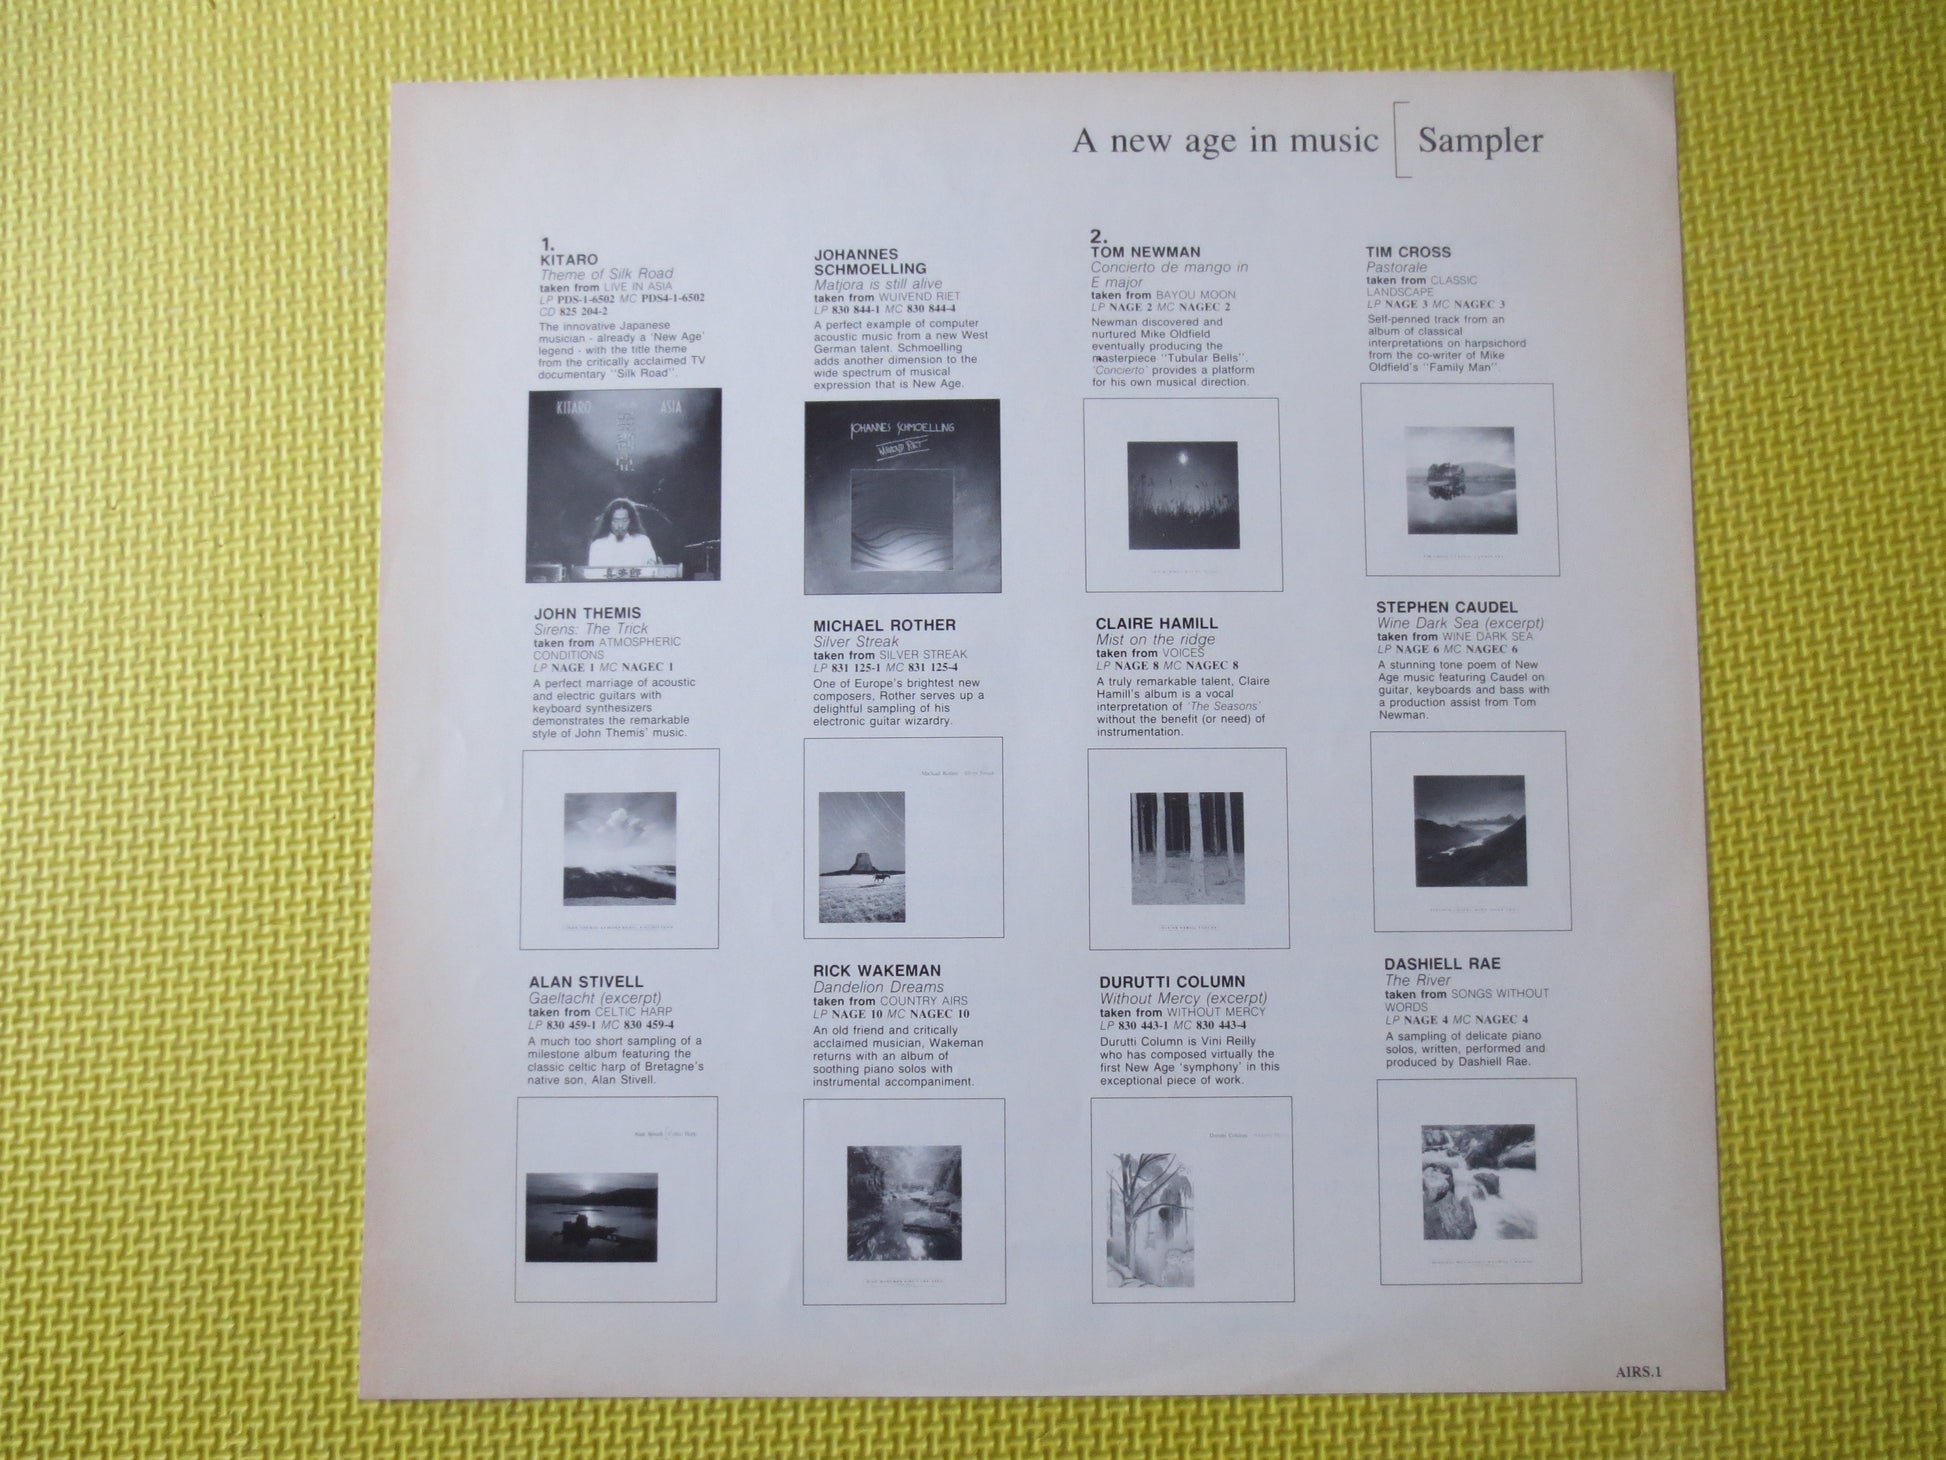 A new age in music [ Sampler
1.
KITARO
Theme of Silk Road
taken from LIVE IN ASIA
LP PDS-1-6502 MC PDS4-1-6502
CD 825 204-2
The innovative Japanese
musician - already a 'New Age'
legend - with the title theme
from the critically acclaimed TV
documentary "Silk Road".
KITARO ASIA
喜多郎
JOHANNES
SCHMOELLING
Matjora is still alive
taken from WUIVEND RIET
LP 830 844-1 MC 830 844-4
A perfect example of computer
acoustic music from a new West
German talent. Schmoelling
adds another dimension to the
wide spectrum of musical
expression that is New Age.
JOHANNES SCHMOELLING
WUIVEND RIET
2.
TOM NEWMAN
Concierto de mango in
E major
taken from BAYOU MOON
LP NAGE 2 MC NAGEC 2
Newman discovered and
nurtured Mike Oldfield
eventually producing the
masterpiece "Tubular Bells".
'Concierto' provides a platform
for his own musical direction.
TIM CROSS
Pastorale
taken from CLASSIC
LANDSCAPE
LP NAGE 3 MC NAGEC 3
Self-penned track from an
album of classical
interpretations on harpsichord
from the co-writer of Mike
Oldfield's "Family Man".
JOHN THEMIS
Sirens: The Trick
taken from ATMOSPHERIC
CONDITIONS
LP NAGE 1 MC NAGEC 1
A perfect marriage of acoustic
and electric guitars with
keyboard synthesizers
demonstrates the remarkable
style of John Themis' music.
MICHAEL ROTHER
Silver Streak
taken from SILVER STREAK
LP 831 125-1 MC 831 125-4
One of Europe's brightest new
composers, Rother serves up a
delightful sampling of his
electronic guitar wizardry.
Michael Rother Silver Streak
CLAIRE HAMILL
Mist on the ridge
taken from VOICES
LP NAGE 8 MC NAGEC 8
A truly remarkable talent, Claire
Hamill's album is a vocal
interpretation of 'The Seasons'
without the benefit (or need) of
instrumentation.
STEPHEN CAUDEL
Wine Dark Sea (excerpt)
taken from WINE DARK SEA
LP NAGE 6 MC NAGEC 6
A stunning tone poem of New
Age music featuring Caudel on
guitar, keyboards and bass with
a production assist from Tom
Newman.
ALAN STIVELL
Gaeltacht (excerpt)
taken from CELTIC HARP
LP 830 459-1 MC 830 459-4
A much too short sampling of a
milestone album featuring the
classic celtic harp of Bretagne's
native son, Alan Stivell.
Alan Stivell [ Celtic Harp
RICK WAKEMAN
Dandelion Dreams
taken from COUNTRY AIRS
LP NAGE 10 MC NAGEC 10
An old friend and critically
acclaimed musician, Wakeman
returns with an album of
soothing piano solos with
instrumental accompaniment.
DURUTTI COLUMN
Without Mercy (excerpt)
taken from WITHOUT MERCY
LP 830 443-1 MC 830 443-4
Durutti Column is Vini Reilly
who has composed virtually the
first New Age 'symphony' in this
exceptional piece of work.
Durutti Column
DASHIELL RAE
The River
taken from SONGS WITHOUT
WORDS
LP NAGE 4 MC NAGEC 4
A sampling of delicate piano
solos, written, performed and
produced by Dashiell Rae.
AIRS.1